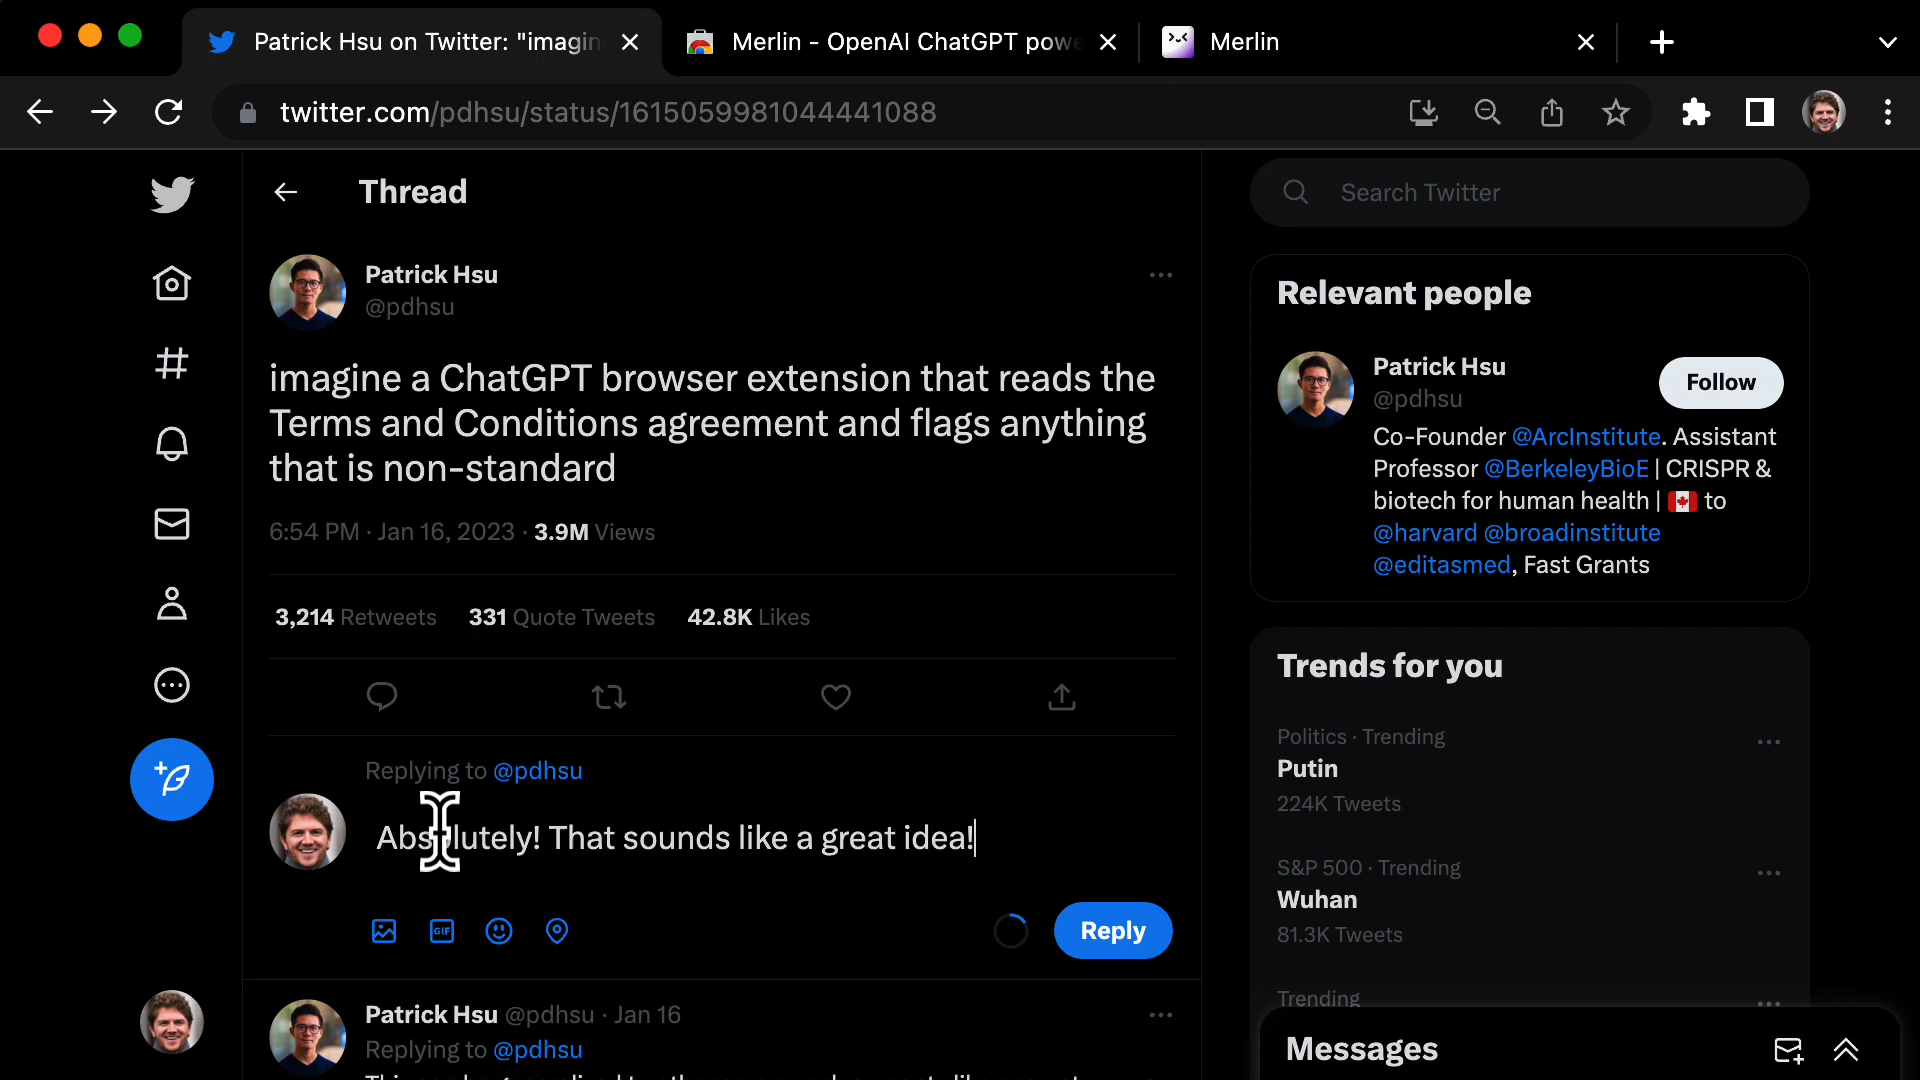 Patrick Hsu on Twitter: "imagin
Merlin - OpenAI ChatGPT powe
Merlin
twitter.com/pdhsu/status/1615059981044441088
Thread
Search Twitter
Patrick Hsu
@pdhsu
imagine a ChatGPT browser extension that reads the
Terms and Conditions agreement and flags anything
that is non-standard
6:54 PM · Jan 16, 2023 · 3.9M Views
3,214 Retweets 331 Quote Tweets 42.8K Likes
Replying to @pdhsu
Absolutely! That sounds like a great idea!
GIF
Reply
Patrick Hsu @pdhsu · Jan 16
Replying to @pdhsu
Relevant people
Patrick Hsu
@pdhsu
Follow
Co-Founder @ArcInstitute. Assistant
Professor @BerkeleyBioE | CRISPR &
biotech for human health | 🇨🇦 to
@harvard @broadinstitute
@editasmed, Fast Grants
Trends for you
Politics · Trending
Putin
224K Tweets
S&P 500 · Trending
Wuhan
81.3K Tweets
Trending
Messages